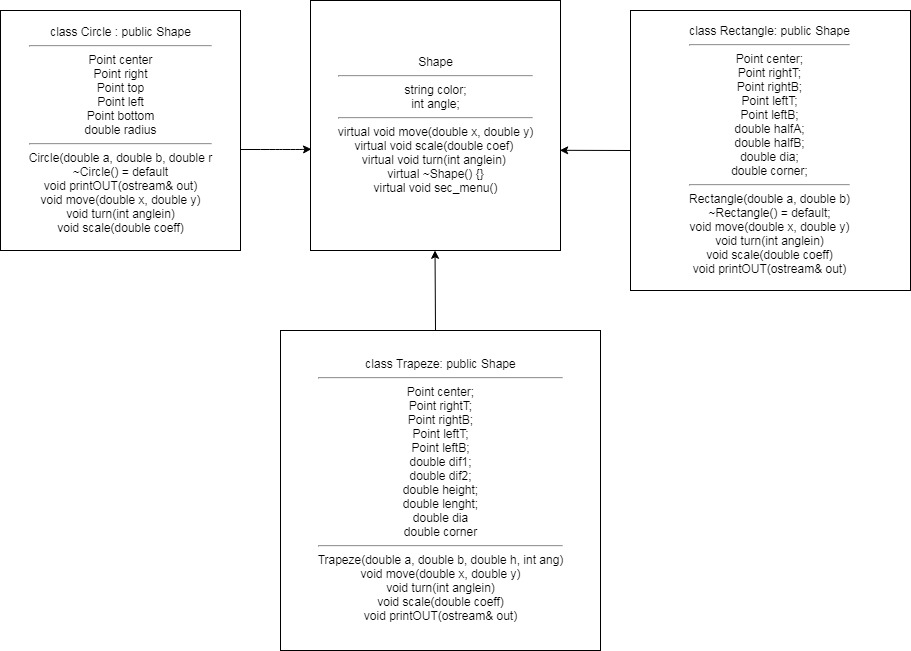 class Circle : public Shape
Point center
Point right
Point top
Point left
Point bottom
double radius
Circle(double a, double b, double r
~Circle() = default
void printOUT(ostream& out)
void move(double x, double y)
void turn(int anglein)
void scale(double coeff)
Shape
string color;
int angle;
virtual void move(double x, double y)
virtual void scale(double coef)
virtual void turn(int anglein)
virtual ~Shape() {}
virtual void sec_menu()
class Rectangle: public Shape
Point center;
Point rightT;
Point rightB;
Point leftT;
Point leftB;
double halfA;
double halfB;
double dia;
double corner;
Rectangle(double a, double b)
~Rectangle() = default;
void move(double x, double y)
void turn(int anglein)
void scale(double coeff)
void printOUT(ostream& out)
class Trapeze: public Shape
Point center;
Point rightT;
Point rightB;
Point leftT;
Point leftB;
double dif1;
double dif2;
double height;
double lenght;
double dia
double corner
Trapeze(double a, double b, double h, int ang)
void move(double x, double y)
void turn(int anglein)
void scale(double coeff)
void printOUT(ostream& out)